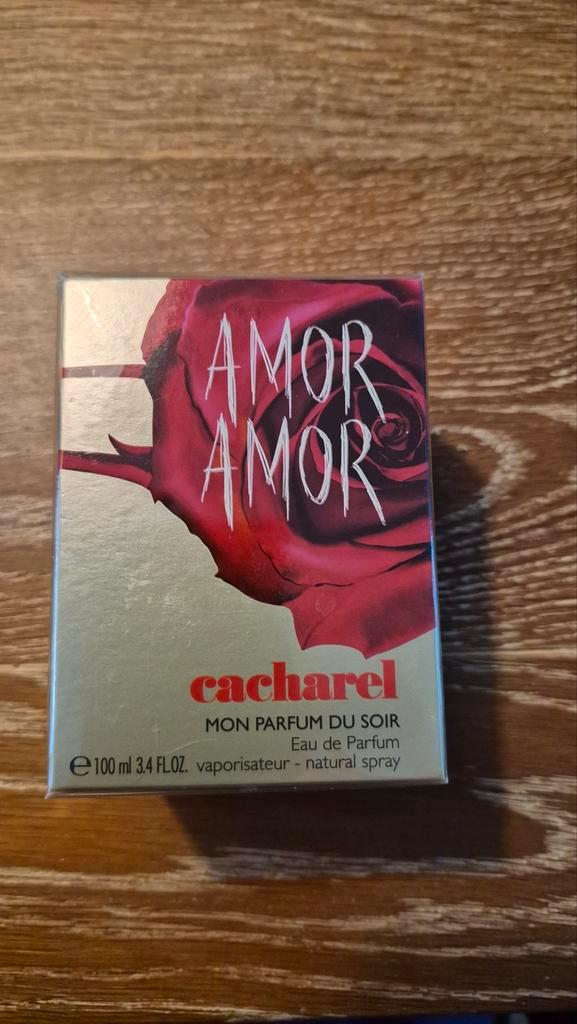 AMOR
AMOR
cacharel
MON PARFUM DU SOIR
Eau de Parfum
℮ 100 ml 3.4 FL.OZ. vaporisateur - natural spray